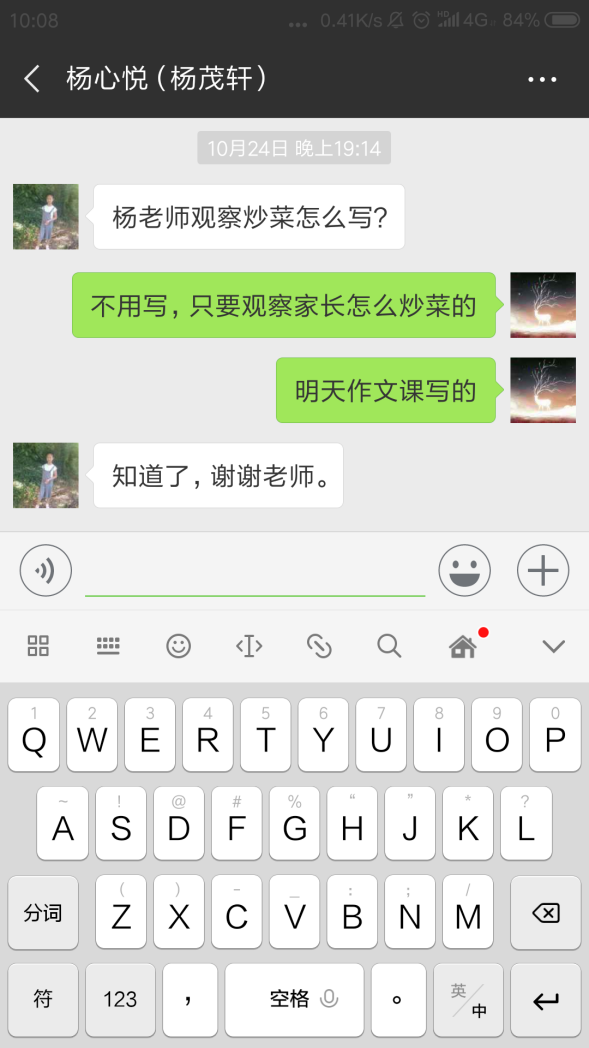 10:08
... 0.41K/s HD 4G 84%
杨心悦（杨茂轩）
10月24日 晚上19:14
杨老师观察炒菜怎么写？
不用写，只要观察家长怎么炒菜的
明天作文课写的
知道了，谢谢老师。
1 2 3 4 5 6 7 8 9 0
Q W E R T Y U I O P
~ ! @ # % “ ” * ?
A S D F G H J K L
( ) - _ : ; /
分词 Z X C V B N M
符 123 ， 空格 。 英/中